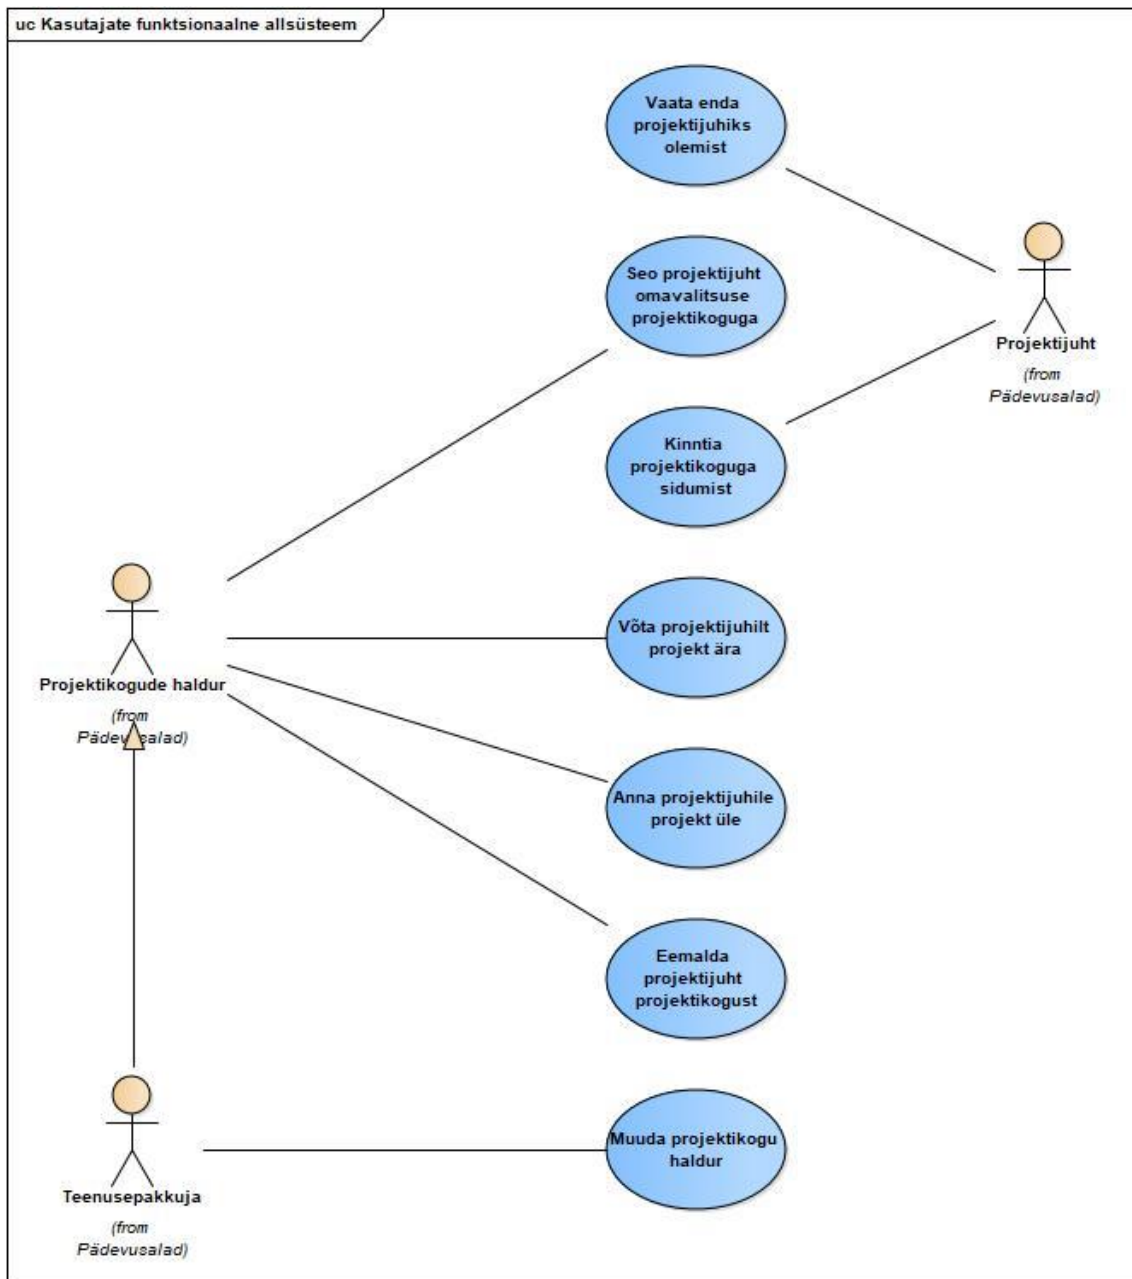 uc Kasutajate funktsionaalne allsüsteem
Vaata enda
projektijuhiks
olemist
Seo projektijuht
omavalitsuse
projektikoguga
Projektijuht
(from
Pädevusalad)
Kinntia
projektikoguga
sidumist
Võta projektijuhilt
projekt ära
Projektikogude haldur
(from
Pädevusalad)
Anna projektijuhile
projekt üle
Eemalda
projektijuht
projektikogust
Muuda projektikogu
haldur
Teenusepakkuja
(from
Pädevusalad)